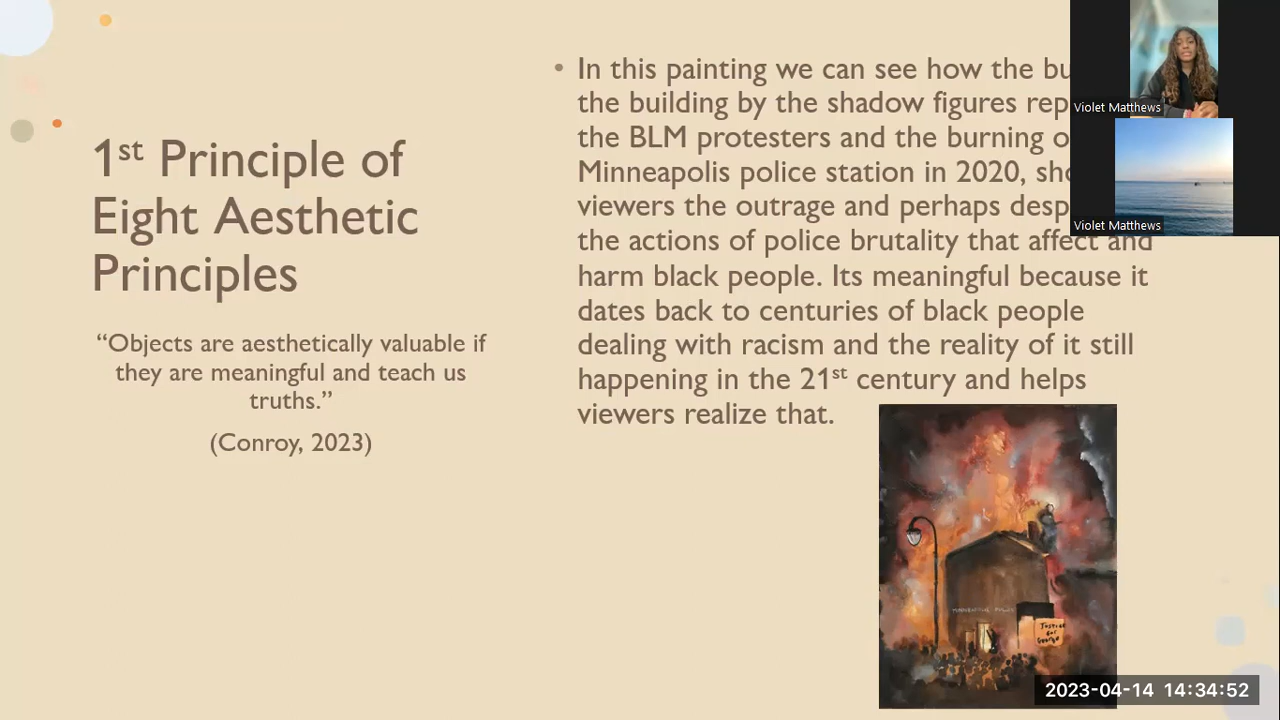 1st Principle of
Eight Aesthetic
Principles
“Objects are aesthetically valuable if
they are meaningful and teach us
truths.”
(Conroy, 2023)
• In this painting we can see how the
the building by the shadow figures
the BLM protesters and the burning
Minneapolis police station in 2020,
viewers the outrage and perhaps
the actions of police brutality that affect and
harm black people. Its meaningful because it
dates back to centuries of black people
dealing with racism and the reality of it still
happening in the 21st century and helps
viewers realize that.
Violet Matthews
Violet Matthews
Justice
for
George
2023-04-14 14:34:52